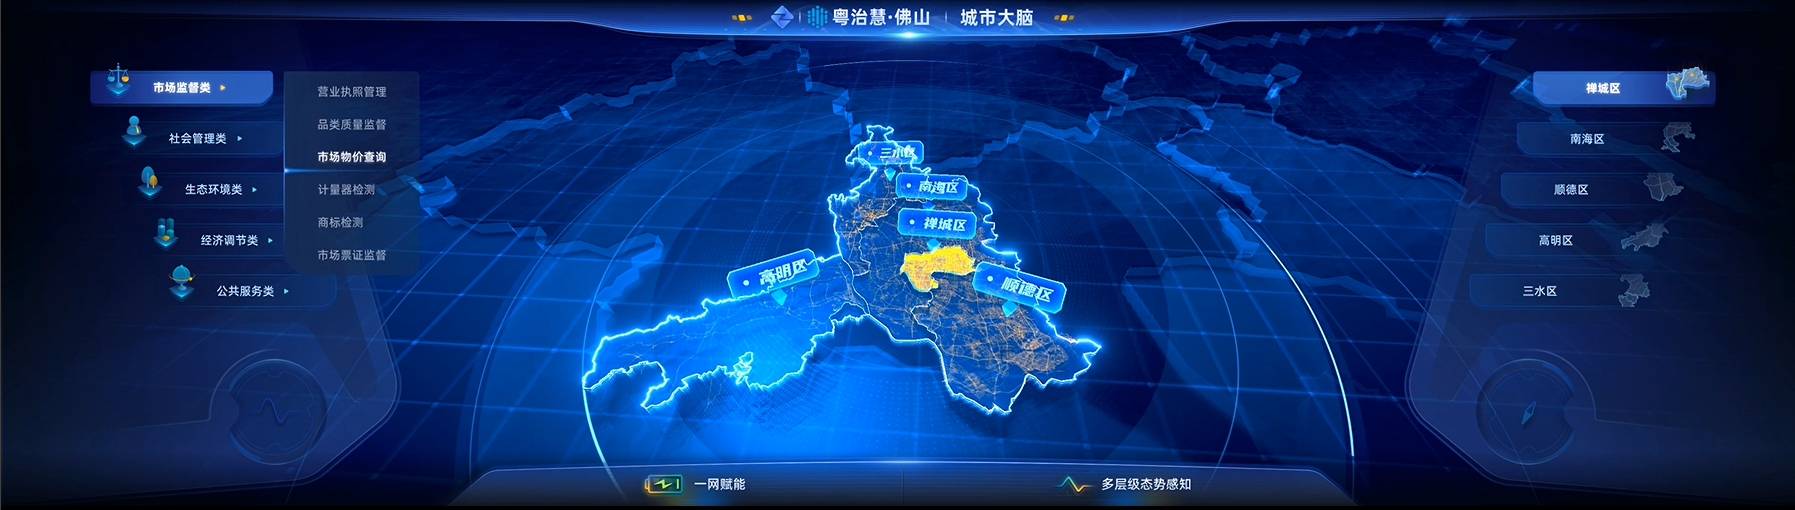 粤治慧·佛山 | 城市大脑
市场监督类
社会管理类
生态环境类
经济调节类
公共服务类
营业执照管理
品类质量监督
市场物价查询
计量器检测
商标检测
市场票证监督
三水区
南海区
禅城区
高明区
顺德区
禅城区
南海区
顺德区
高明区
三水区
一网赋能
多层级态势感知